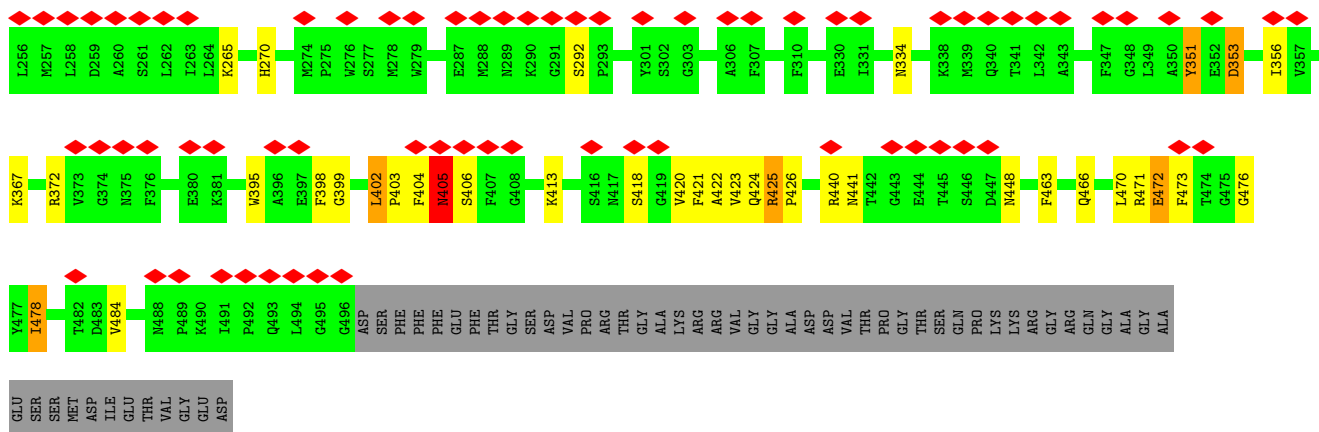 L256 M257 L258 D259 A260 S261 L262 I263 L264 K265 H270 M274 P275 W276 S277 M278 W279 E287 M288 N289 K290 G291 S292 P293 Y301 S302 G303 A306 F307 F310 E330 I331 N334 K338 M339 Q340 T341 L342 A343 F347 G348 L349 A350 Y351 E352 D353 I356 V357
K367 R372 V373 G374 N375 F376 E380 K381 W395 A396 E397 F398 G399 L402 P403 F404 N405 S406 F407 G408 K413 S416 N417 S418 G419 V420 F421 A422 V423 Q424 R425 P426 R440 N441 T442 G443 E444 T445 S446 D447 N448 F463 Q466 L470 R471 E472 F473 T474 G475 G476
Y477 I478 T482 D483 V484 N488 P489 K490 I491 P492 Q493 L494 G495 G496 ASP SER PHE PHE PHE GLU PHE THR GLY SER ASP VAL PRO ARG THR GLY ALA LYS ARG ARG VAL GLY GLY ALA ASP ASP VAL THR PRO GLY THR SER GLN PRO LYS LYS ARG GLY ARG GLN GLY ALA GLY ALA
GLU SER SER MET ASP ILE GLU THR VAL GLY GLU ASP